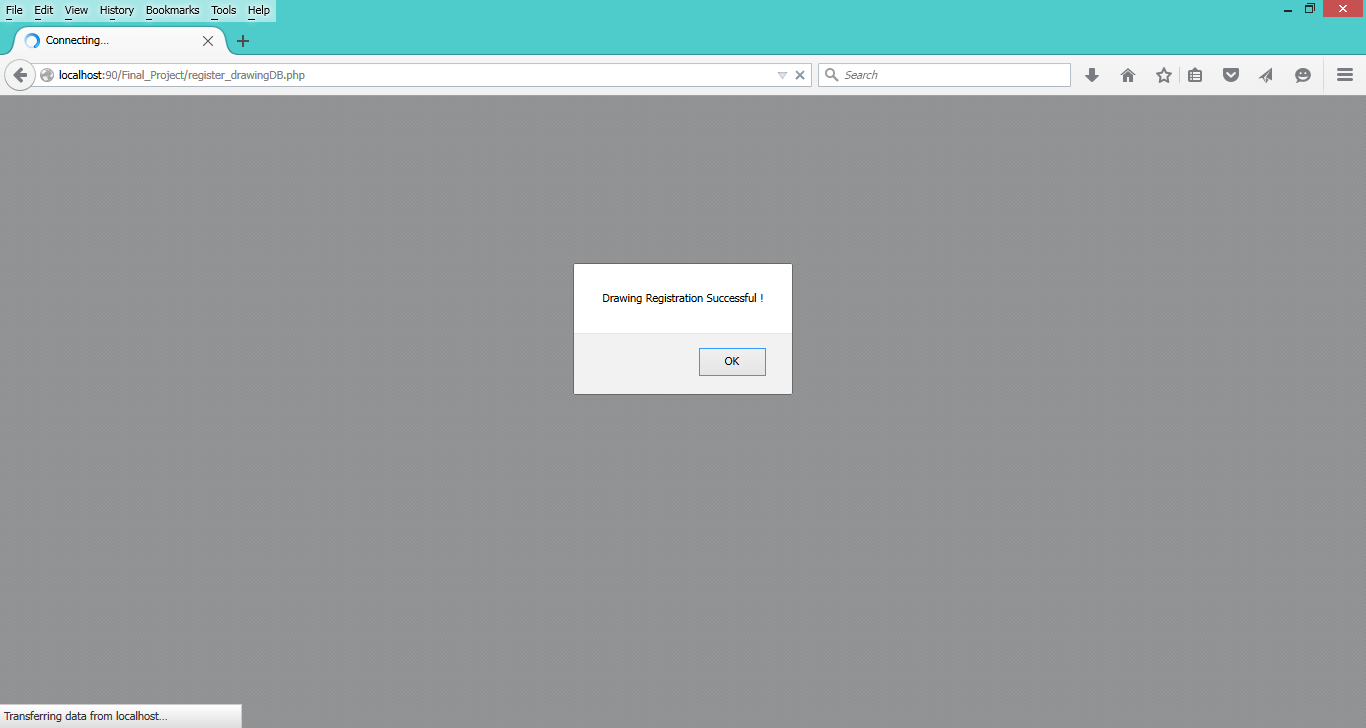 File Edit View History Bookmarks Tools Help
Connecting...
localhost:90/Final_Project/register_drawingDB.php Search
Drawing Registration Successful !
OK
Transferring data from localhost...